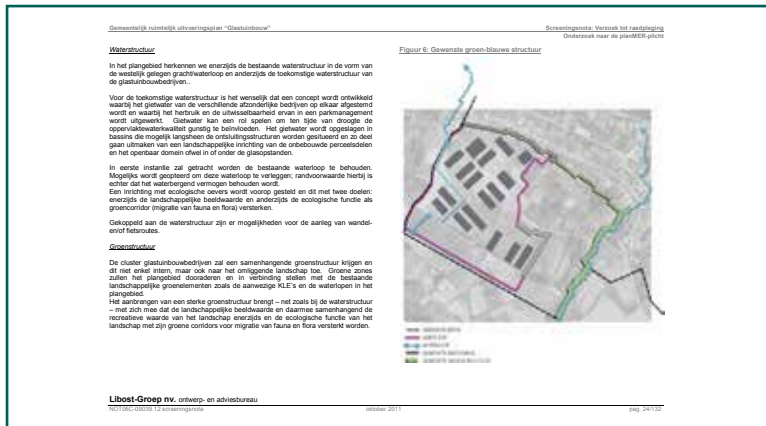 Gemeentelijk ruimtelijk uitvoeringsplan "Glastuinbouw"
Screeningsnota: Verzoek tot raadpleging
Onderzoek naar de planMER-plicht
Waterstructuur
In het plangebied herkennen we enerzijds de bestaande waterstructuur in de vorm van
de westelijk gelegen gracht/waterloop en anderzijds de toekomstige waterstructuur van
de glastuinbouwbedrijven..
Voor de toekomstige waterstructuur is het wenselijk dat een concept wordt ontwikkeld
waarbij het gietwater van de verschillende afzonderlijke bedrijven op elkaar afgestemd
wordt en waarbij het herbruik en de uitwisselbaarheid ervan in een parkmanagement
wordt uitgewerkt. Gietwater kan een rol spelen om ten tijde van droogte de
oppervlaktewaterkwaliteit gunstig te beïnvloeden. Het gietwater wordt opgeslagen in
bassins die mogelijk langsheen de ontsluitingsstructuren worden gesitueerd en zo deel
gaan uitmaken van een landschappelijke inrichting van de onbebouwde perceelsdelen
en het openbaar domein ofwel in of onder de glasopstanden.
In eerste instantie zal getracht worden de bestaande waterloop te behouden.
Mogelijks wordt geopteerd om deze waterloop te verleggen; randvoorwaarde hierbij is
echter dat het waterbergend vermogen behouden wordt.
Een inrichting met ecologische oevers wordt voorop gesteld en dit met twee doelen:
enerzijds de landschappelijke beeldwaarde en anderzijds de ecologische functie als
groencorridor (migratie van fauna en flora) versterken.
Gekoppeld aan de waterstructuur zijn er mogelijkheden voor de aanleg van wandel-
en/of fietsroutes.
Groenstructuur
De cluster glastuinbouwbedrijven zal een samenhangende groenstructuur krijgen en
dit niet enkel intern, maar ook naar het omliggende landschap toe. Groene zones
zullen het plangebied dooraderen en in verbinding stellen met de bestaande
landschappelijke groenelementen zoals de aanwezige KLE's en de waterlopen in het
plangebied.
Het aanbrengen van een sterke groenstructuur brengt – net zoals bij de waterstructuur
– met zich mee dat de landschappelijke beeldwaarde en daarmee samenhangend de
recreatieve waarde van het landschap enerzijds en de ecologische functie van het
landschap met zijn groene corridors voor migratie van fauna en flora versterkt worden.
Figuur 6: Gewenste groen-blauwe structuur
Libost-Groep nv. ontwerp- en adviesbureau
NOT06C-09039.12.screeningsnota
oktober 2011
pag. 24/132